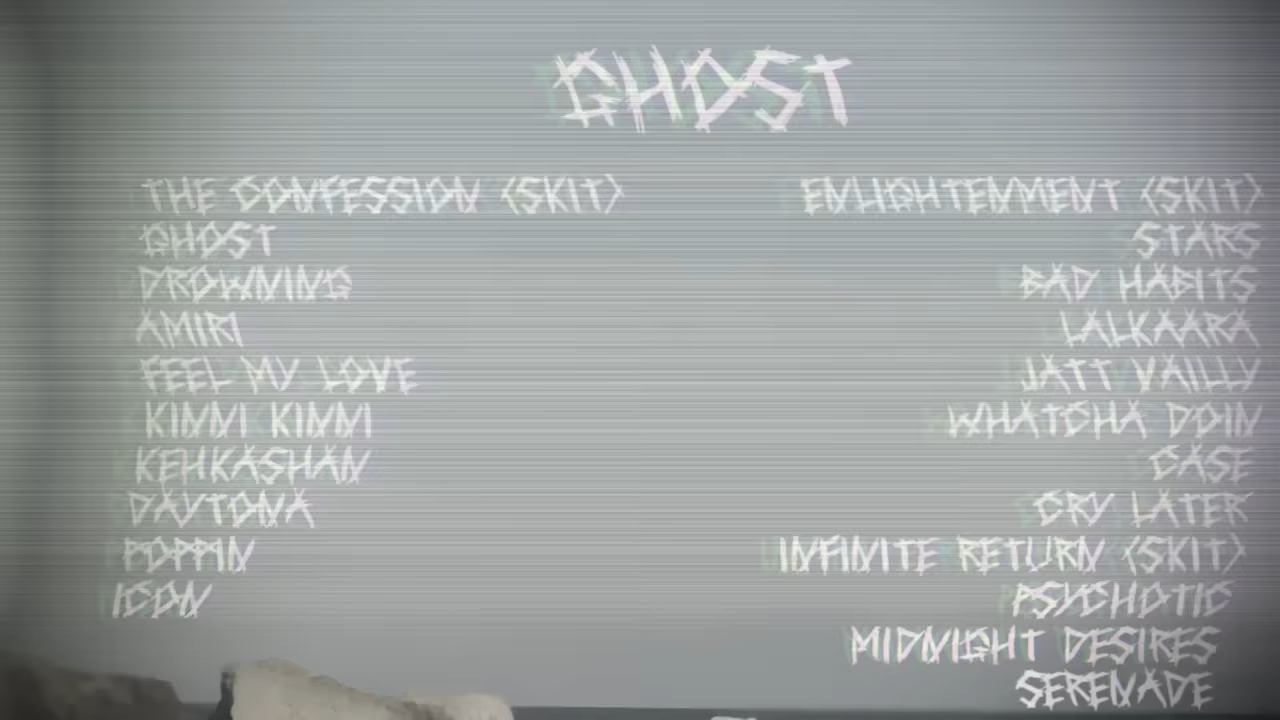 GHOST
THE CONFESSION (SKIT)
GHOST
DROWNING
AMIRI
FEEL MY LOVE
KINNI KINNI
KEHKASHAN
DAYTONA
POPPIN
ICON
ENLIGHTENMENT (SKIT)
STARS
BAD HABITS
LALKAARA
JATT VAILLY
WHATCHA DOIN
CASE
CRY LATER
INFINITE RETURN (SKIT)
PSYCHOTIC
MIDNIGHT DESIRES
SERENADE